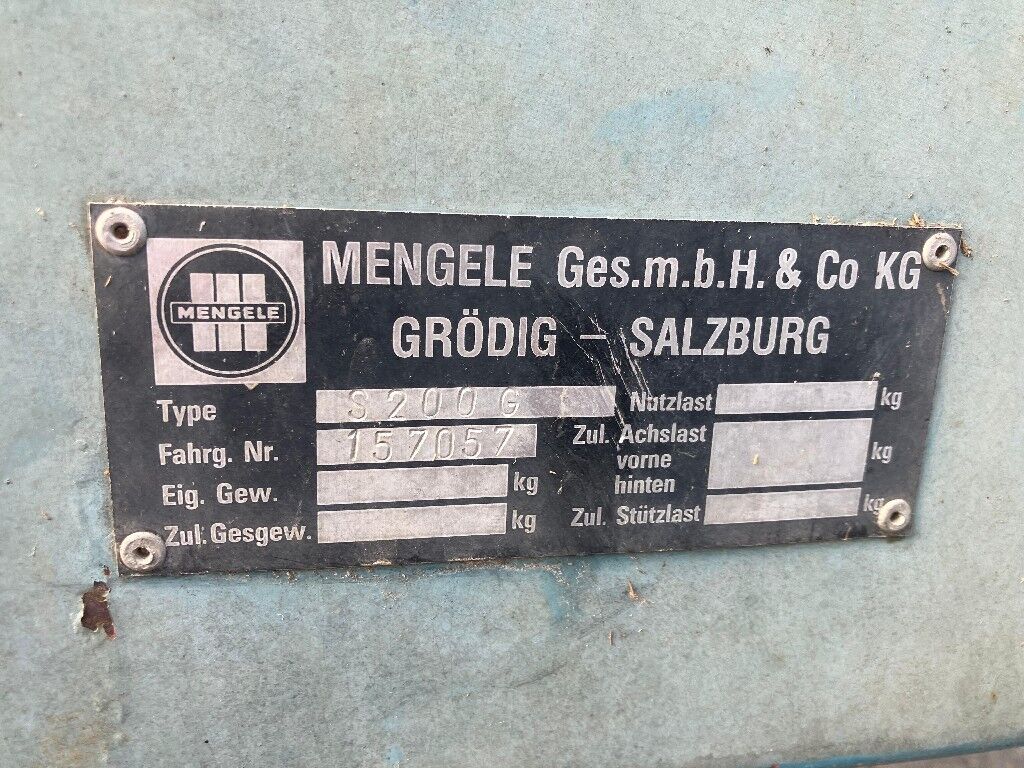 MENGELE
MENGELE Ges.m.b.H. & Co KG
GRÖDIG – SALZBURG
Type S200G
Fahrg. Nr. 157057
Eig. Gew. kg
Zul. Gesgew. kg
Nutzlast kg
Zul. Achslast
vorne kg
hinten
Zul. Stützlast kg